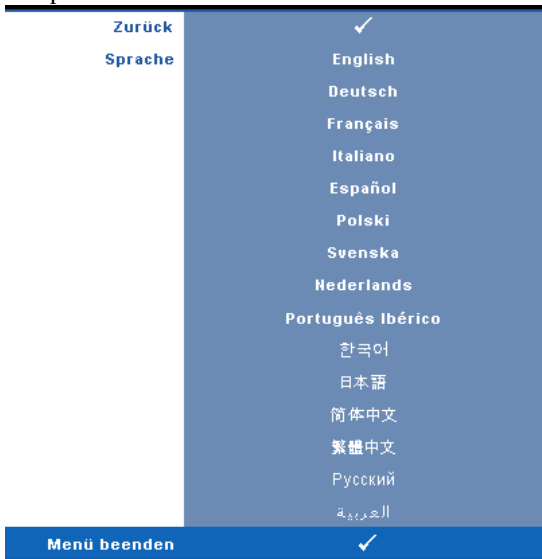 Zurück ✓
Sprache English
Deutsch
Français
Italiano
Español
Polski
Svenska
Nederlands
Português Ibérico
한국어
日本語
简体中文
繁體中文
Русский
العربية
Menü beenden ✓